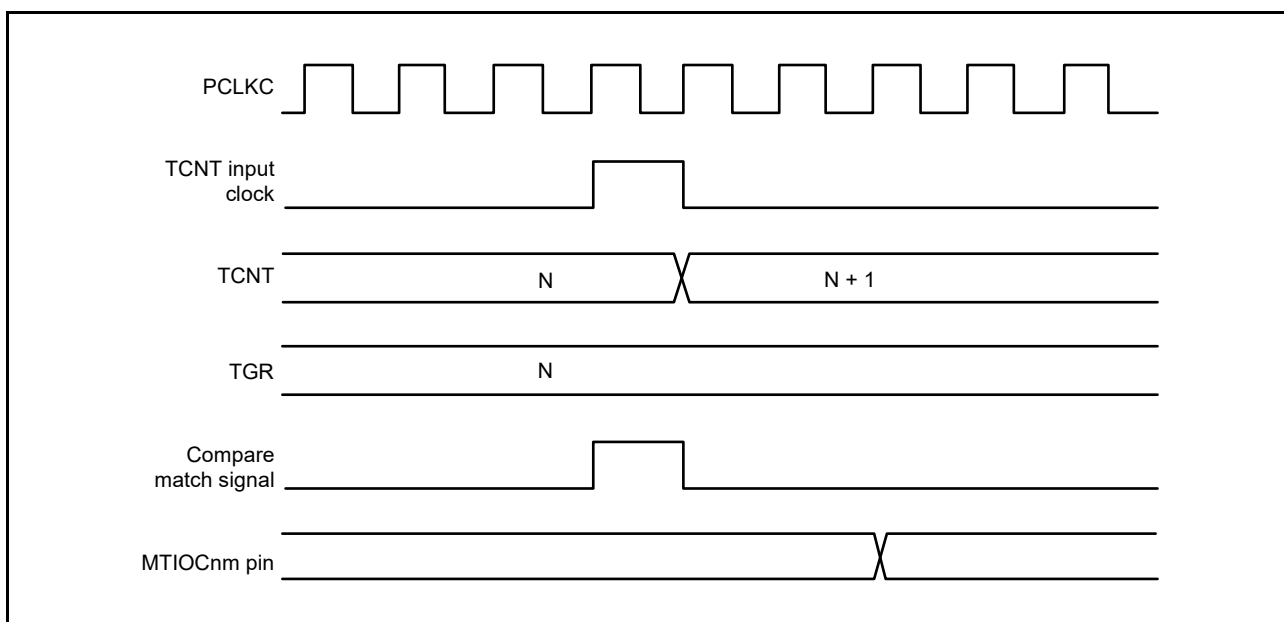 PCLKC
TCNT input
clock
TCNT
N
N + 1
TGR
N
Compare
match signal
MTIOCnm pin